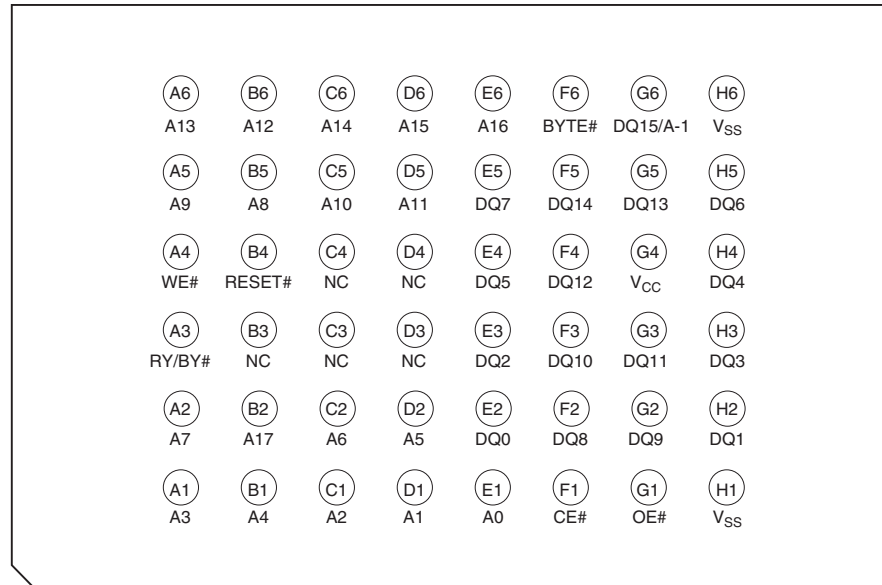 A6 B6 C6 D6 E6 F6 G6 H6
A13 A12 A14 A15 A16 BYTE# DQ15/A-1 VSS
A5 B5 C5 D5 E5 F5 G5 H5
A9 A8 A10 A11 DQ7 DQ14 DQ13 DQ6
A4 B4 C4 D4 E4 F4 G4 H4
WE# RESET# NC NC DQ5 DQ12 VCC DQ4
A3 B3 C3 D3 E3 F3 G3 H3
RY/BY# NC NC NC DQ2 DQ10 DQ11 DQ3
A2 B2 C2 D2 E2 F2 G2 H2
A7 A17 A6 A5 DQ0 DQ8 DQ9 DQ1
A1 B1 C1 D1 E1 F1 G1 H1
A3 A4 A2 A1 A0 CE# OE# VSS